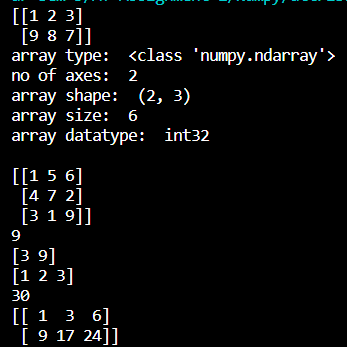 [[1 2 3]
 [9 8 7]]
array type:  <class 'numpy.ndarray'>
no of axes:  2
array shape:  (2, 3)
array size:  6
array datatype:  int32

[[1 5 6]
 [4 7 2]
 [3 1 9]]
9
[3 9]
[1 2 3]
30
[[ 1  3  6]
 [ 9 17 24]]